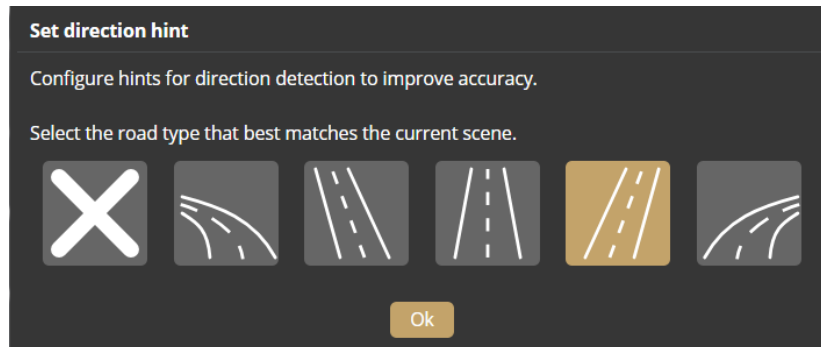 Set direction hint
Configure hints for direction detection to improve accuracy.
Select the road type that best matches the current scene.
Ok